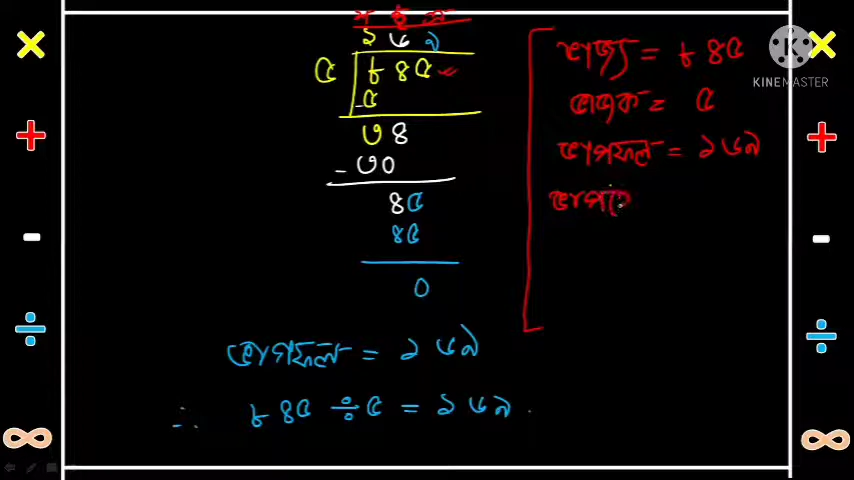 শ দ এ
১৬৯
৫ ৮৪৫
-৫
৩৪
- ৩০
৪৫
৪৫
০
ভাগফল = ১৬৯
∴ ৮৪৫ ÷ ৫ = ১৬৯.
ভাজ্য = ৮৪৫
ভাজক = ৫
ভাগফল = ১৬৯
ভাগশে
KINEMASTER